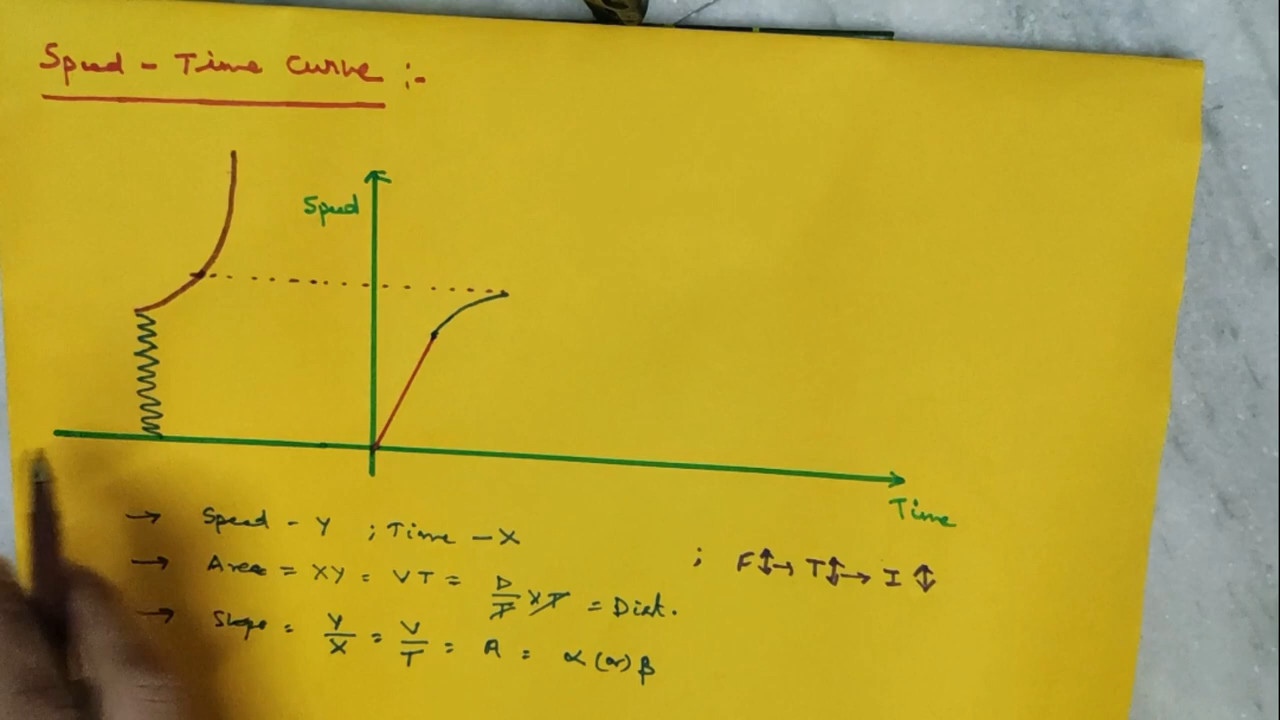 Speed - Time Curve :-
Speed
Time
→ Speed - Y ; Time - X
→ Area = XY = VT = D/T × T = Dist. ; F↕→ T↕→ I↕
→ Slope = Y/X = V/T = A = α (or) β